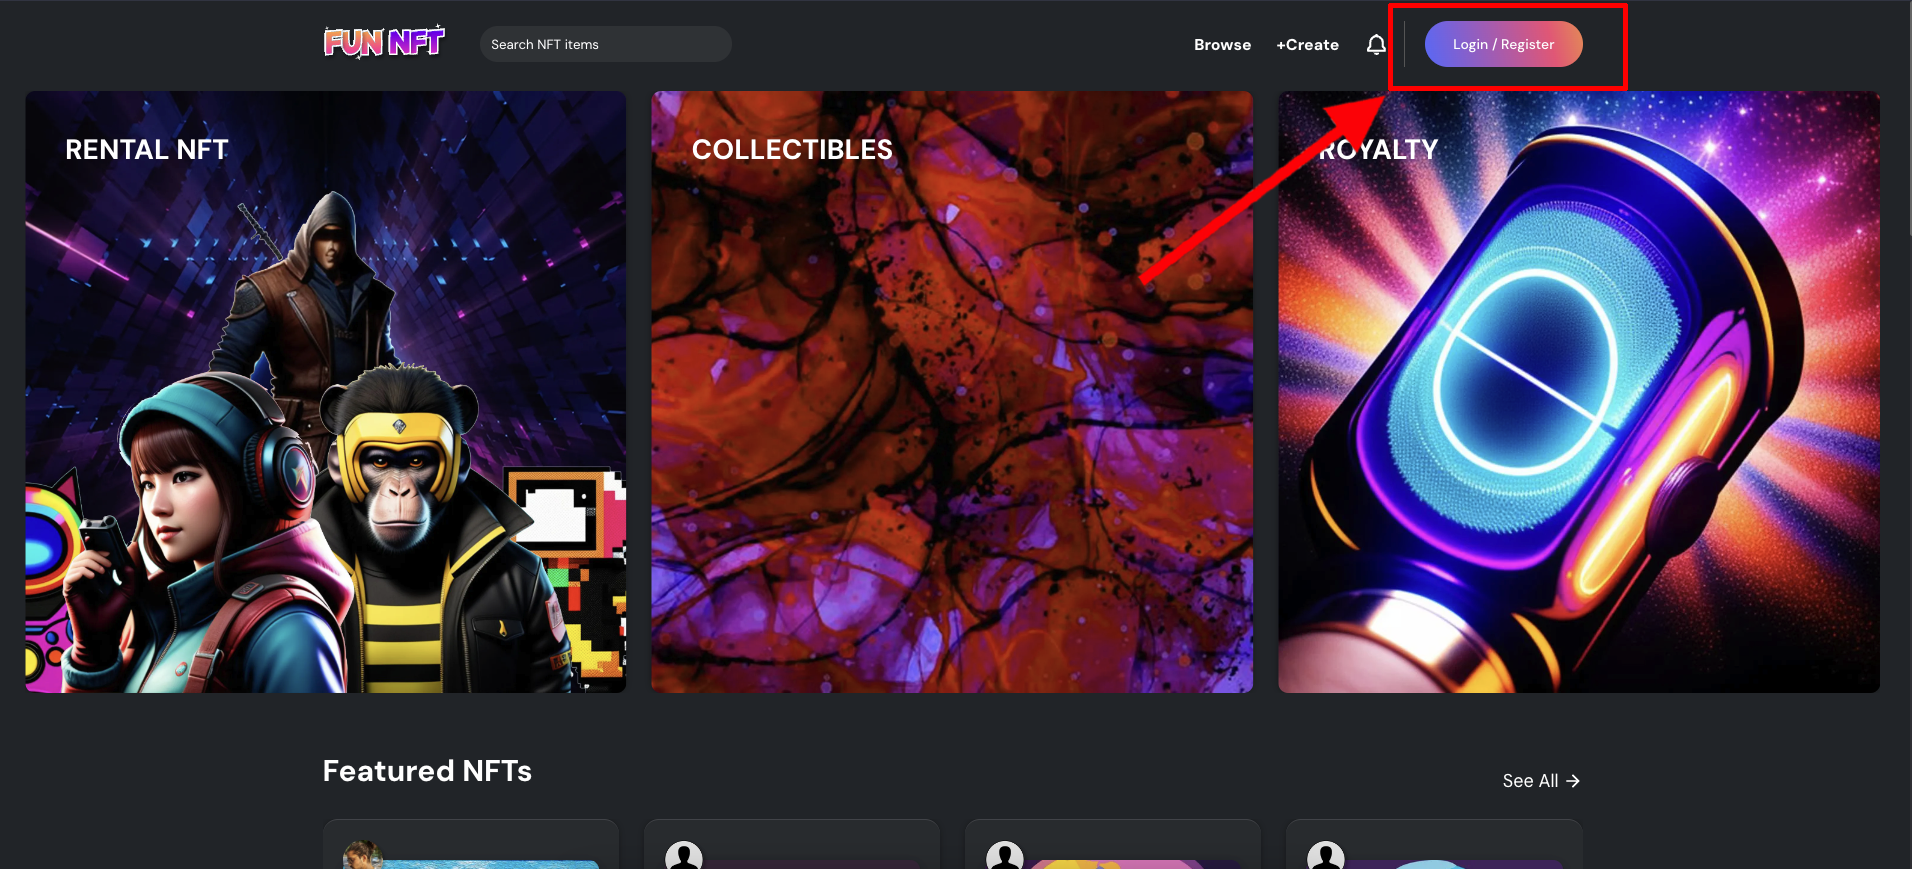 FUN NFT
Search NFT items
Browse
+Create
Login / Register
RENTAL NFT
COLLECTIBLES
ROYALTY
Featured NFTs
See All →